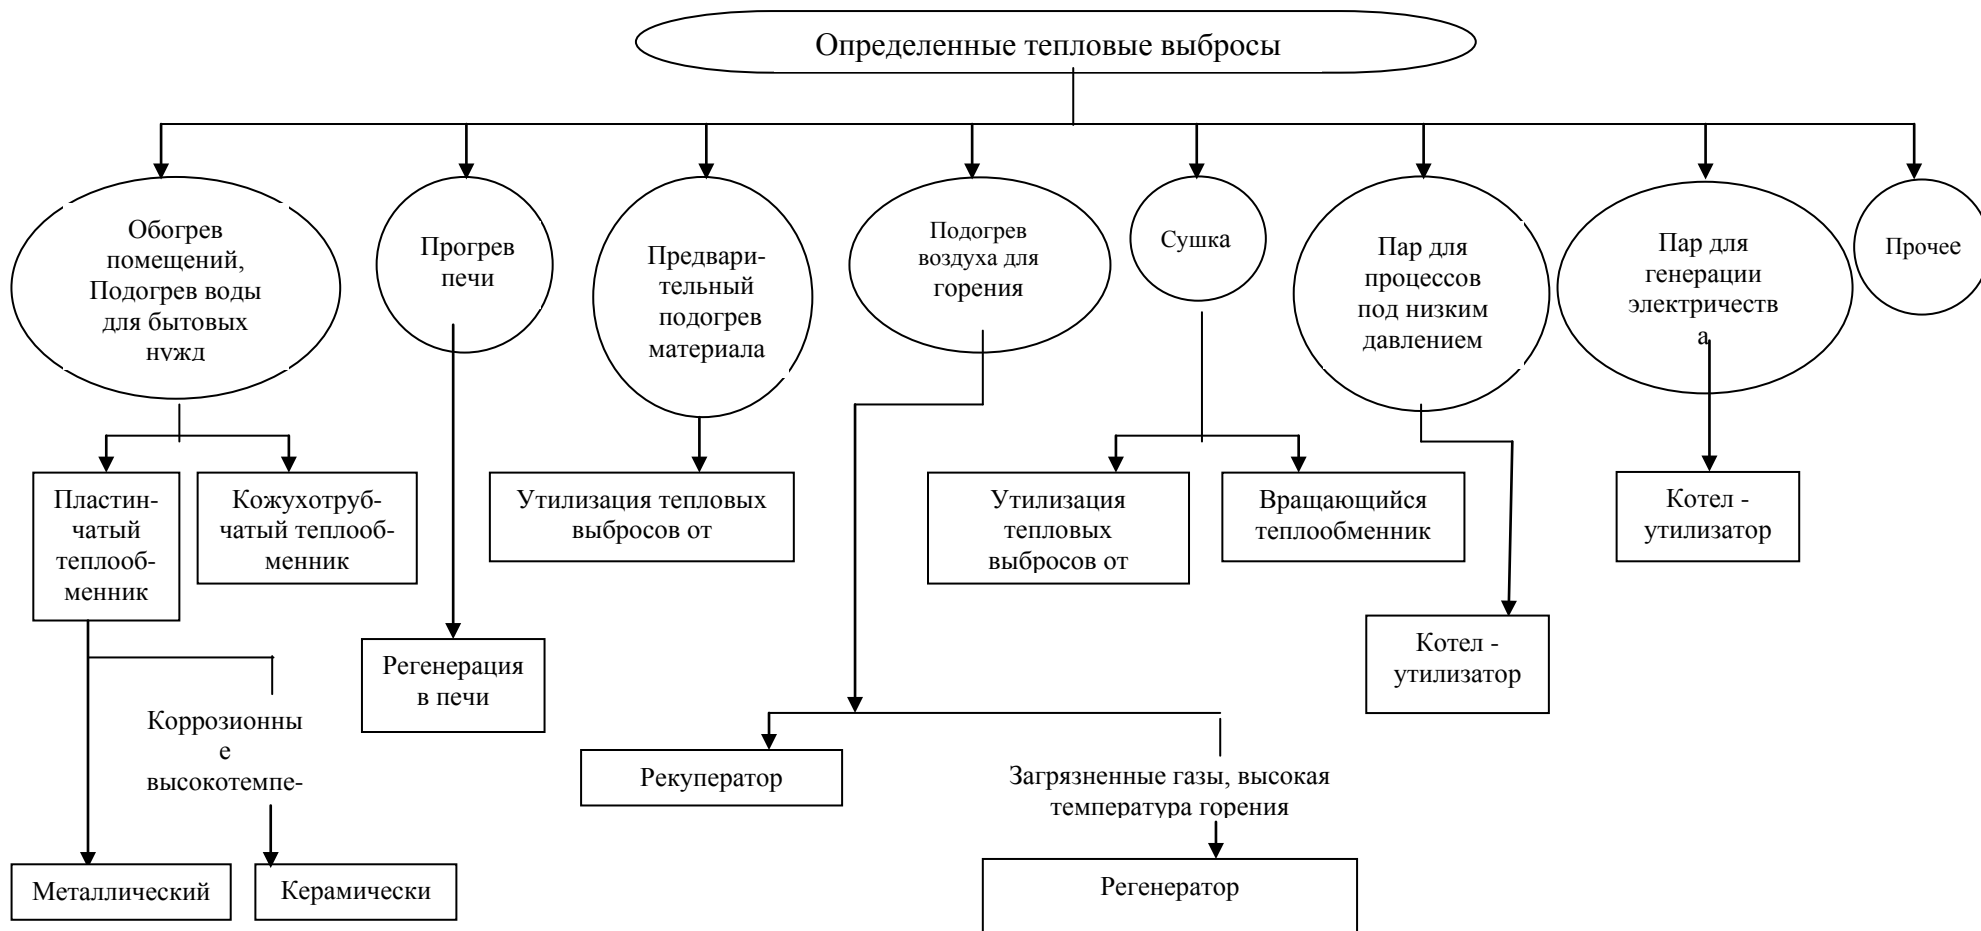 Определенные тепловые выбросы
Обогрев
помещений,
Подогрев воды
для бытовых
нужд
Прогрев
печи
Предвари-
тельный
подогрев
материала
Подогрев
воздуха для
горения
Сушка
Пар для
процессов
под низким
давлением
Пар для
генерации
электричеств
а
Прочее
Пластин-
чатый
теплооб-
менник
Кожухотруб-
чатый теплооб-
менник
Утилизация тепловых
выбросов от
Утилизация
тепловых
выбросов от
Вращающийся
теплообменник
Котел -
утилизатор
Котел -
утилизатор
Регенерация
в печи
Коррозионны
е
высокотемпе-
Рекуператор
Загрязненные газы, высокая
температура горения
Металлический
Керамически
Регенератор